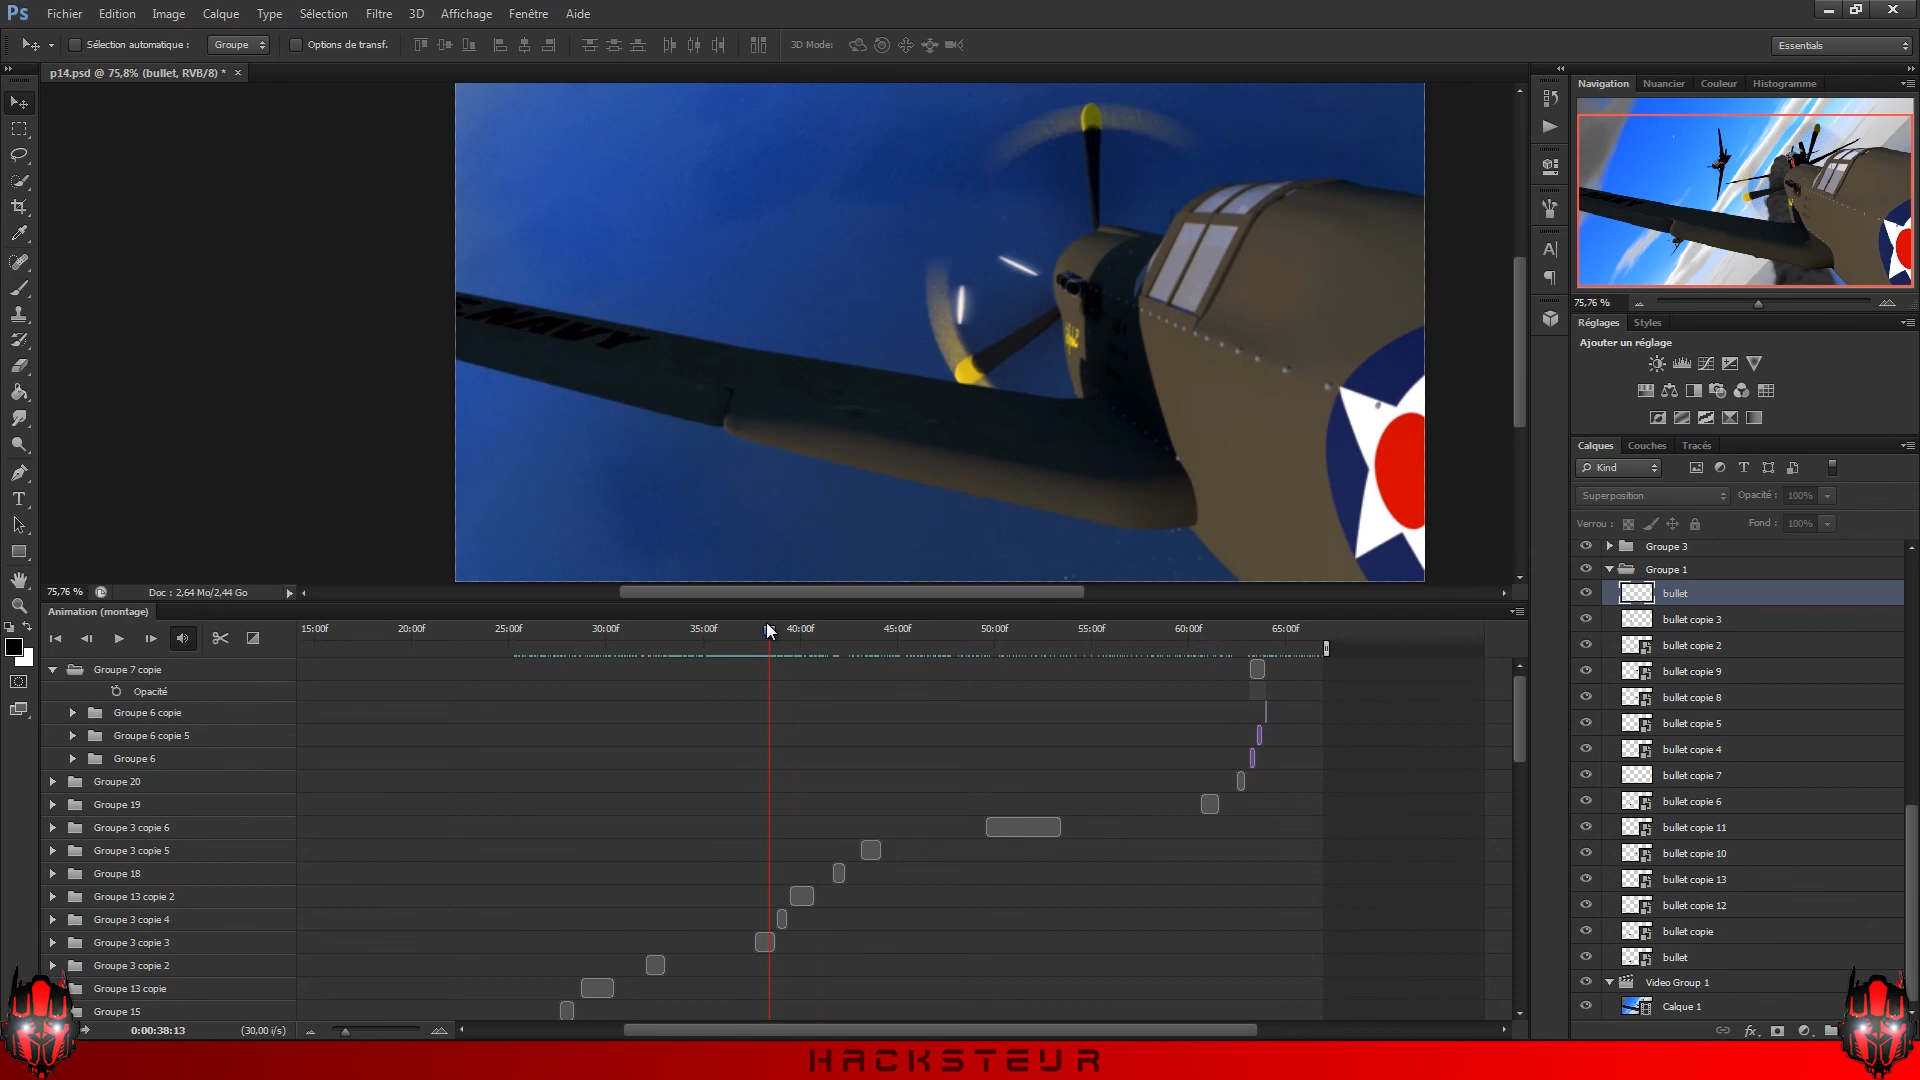 Ps Fichier Edition Image Calque Type Sélection Filtre 3D Affichage Fenêtre Aide
Sélection automatique : Groupe Options de transf. 3D Mode: Essentials
p14.psd @ 75,8% (bullet, RVB/8) * ×
NAVY
Navigation Nuancier Couleur Histogramme
75,76 %
Réglages Styles
Ajouter un réglage
Calques Couches Tracés
Kind
Superposition Opacité : 100%
Verrou : Fond : 100%
Groupe 3
Groupe 1
bullet
bullet copie 3
bullet copie 2
bullet copie 9
bullet copie 8
bullet copie 5
bullet copie 4
bullet copie 7
bullet copie 6
bullet copie 11
bullet copie 10
bullet copie 13
bullet copie 12
bullet copie
bullet
Video Group 1
Calque 1
75,76 % Doc : 2,64 Mo/2,44 Go
Animation (montage)
15:00f 20:00f 25:00f 30:00f 35:00f 40:00f 45:00f 50:00f 55:00f 60:00f 65:00f
Groupe 7 copie
Opacité
Groupe 6 copie
Groupe 6 copie 5
Groupe 6
Groupe 20
Groupe 19
Groupe 3 copie 6
Groupe 3 copie 5
Groupe 18
Groupe 13 copie 2
Groupe 3 copie 4
Groupe 3 copie 3
Groupe 3 copie 2
Groupe 13 copie
Groupe 15
0:00:38:13 (30,00 i/s)
HACKSTEUR